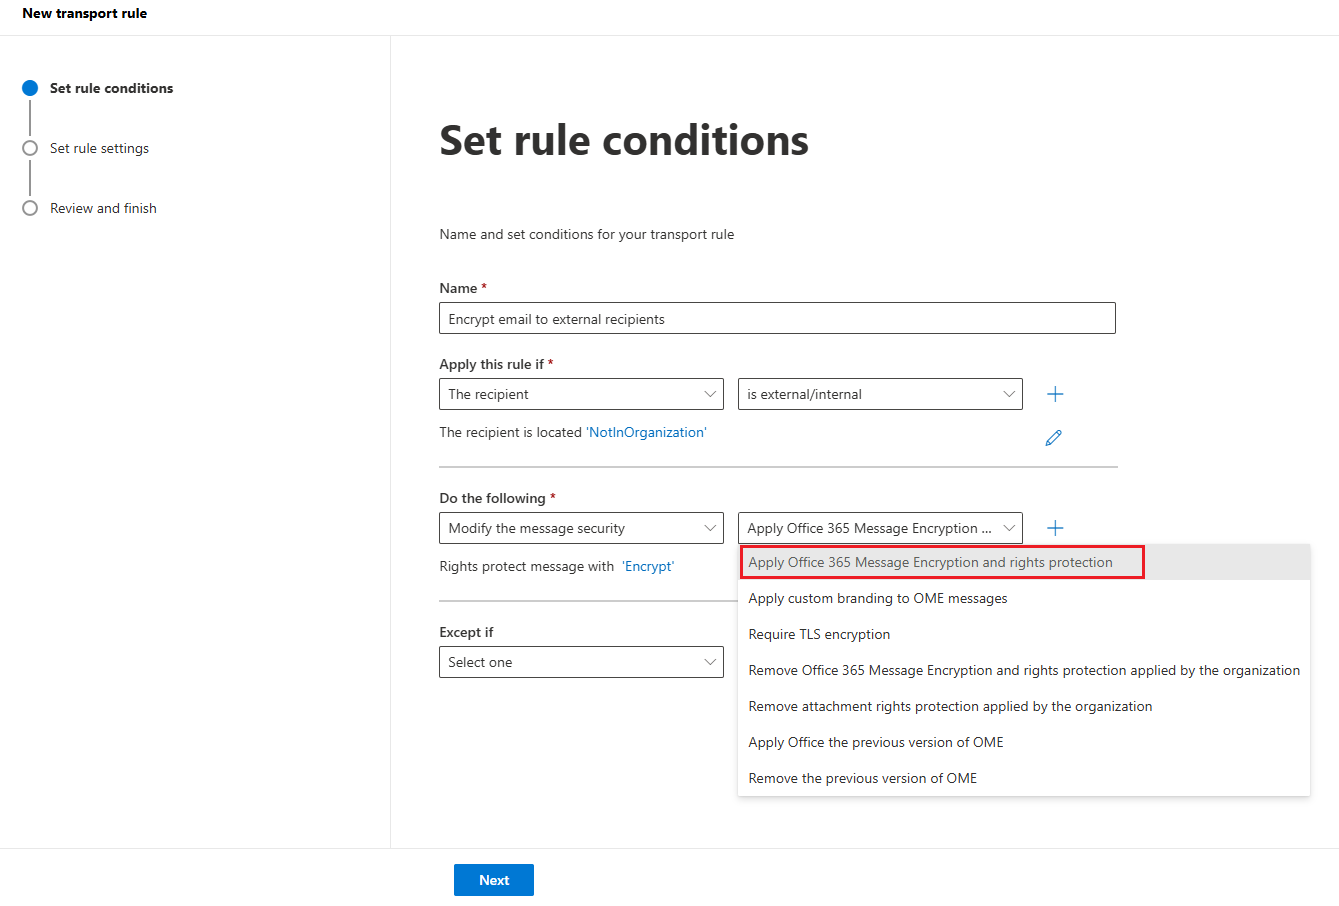 New transport rule
Set rule conditions
Set rule settings
Review and finish
Set rule conditions
Name and set conditions for your transport rule
Name *
Encrypt email to external recipients
Apply this rule if *
The recipient
is external/internal
The recipient is located 'NotInOrganization'
Do the following *
Modify the message security
Apply Office 365 Message Encryption ...
Rights protect message with 'Encrypt'
Apply Office 365 Message Encryption and rights protection
Apply custom branding to OME messages
Require TLS encryption
Remove Office 365 Message Encryption and rights protection applied by the organization
Remove attachment rights protection applied by the organization
Apply Office the previous version of OME
Remove the previous version of OME
Except if
Select one
Next